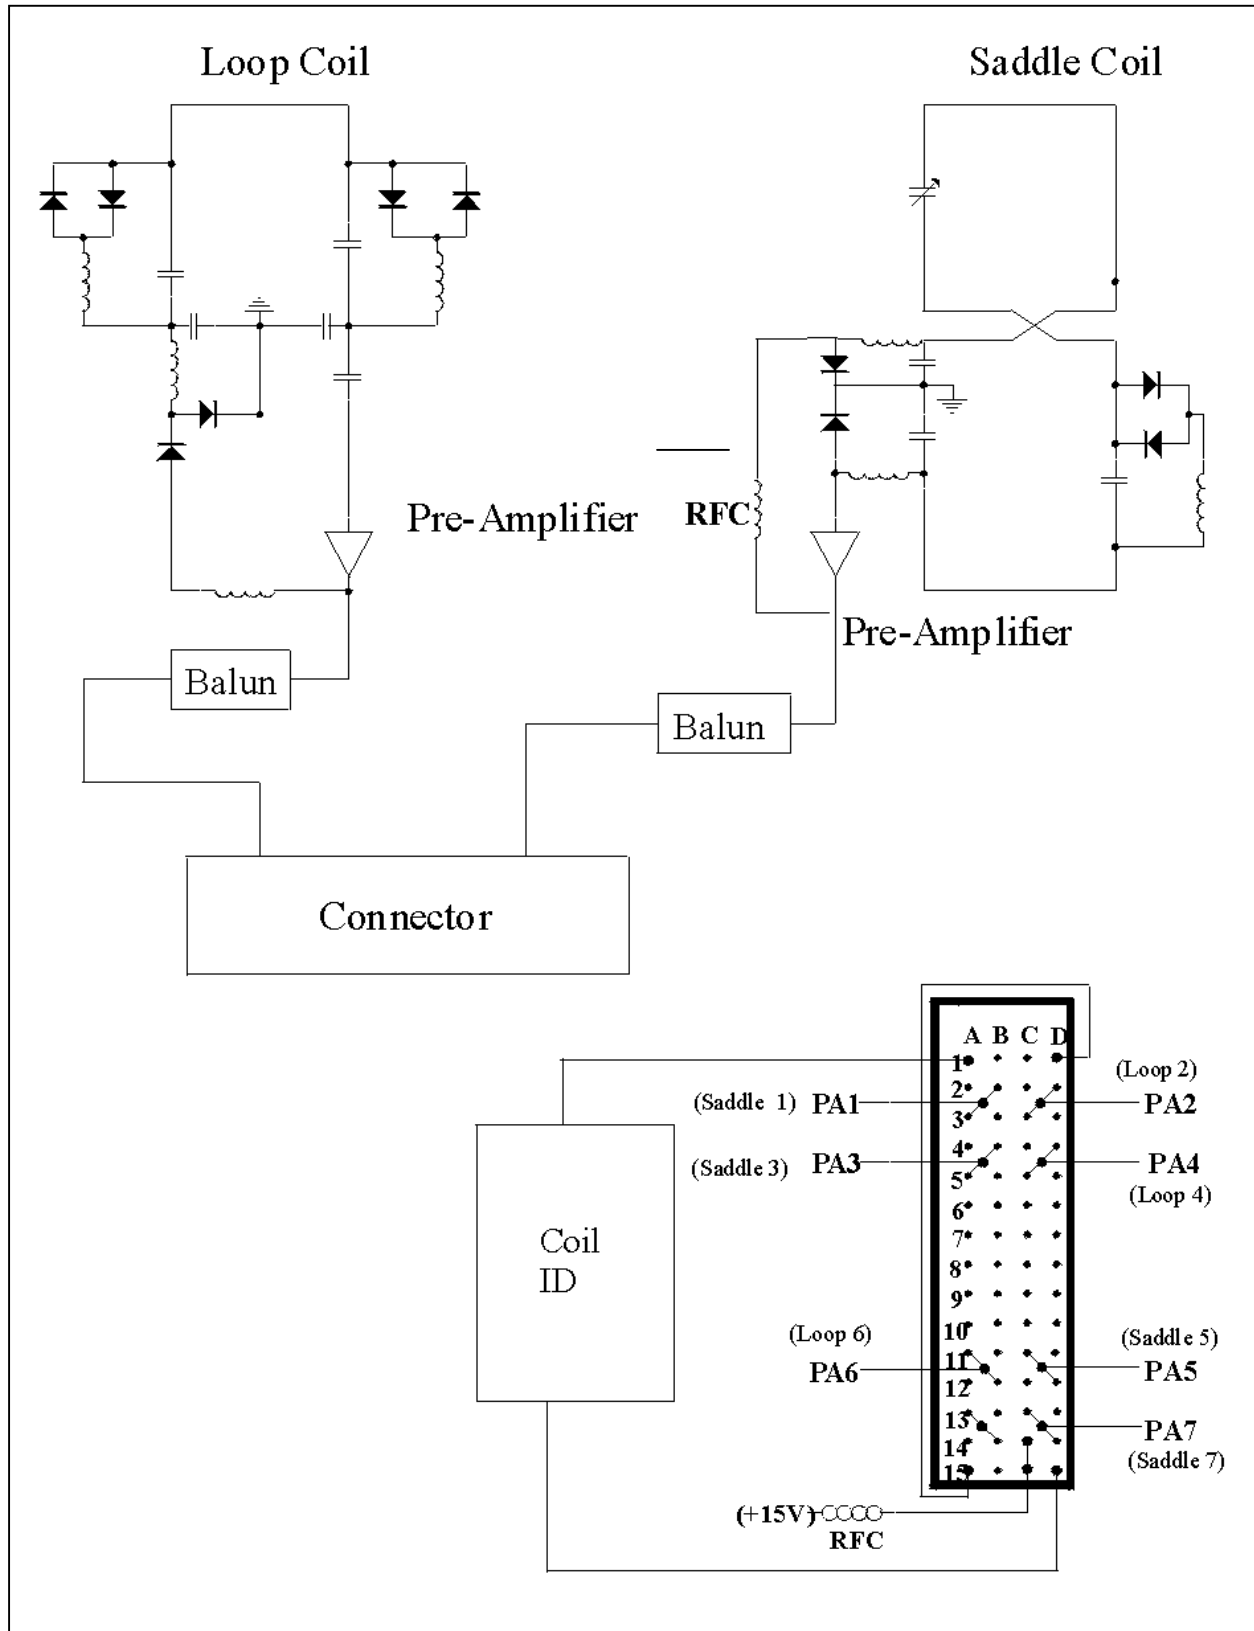 Loop Coil
Saddle Coil
Pre-Amplifier
RFC
Pre-Amplifier
Balun
Balun
Connector
A B C D
1
(Loop 2)
2
(Saddle 1) PA1
PA2
3
4
(Saddle 3) PA3
PA4
5
(Loop 4)
6
7
Coil
ID
8
9
10
(Loop 6)
(Saddle 5)
11
PA6
PA5
12
13
PA7
14
(Saddle 7)
15
(+15V)
RFC